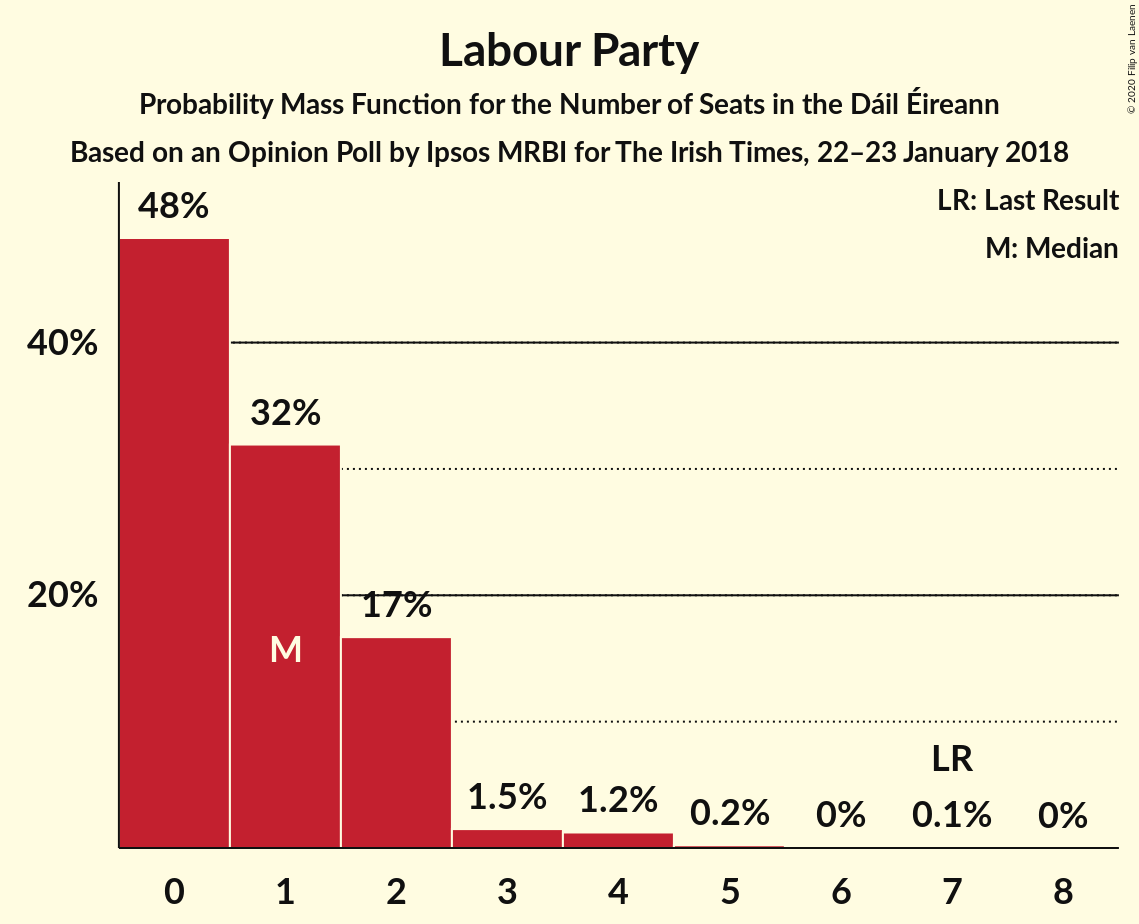 Labour Party
Probability Mass Function for the Number of Seats in the Dáil Éireann
Based on an Opinion Poll by Ipsos MRBI for The Irish Times, 22–23 January 2018
© 2020 Filip van Laenen
LR: Last Result
M: Median
48%
40%
32%
20%
17%
M
LR
1.5%
1.2%
0.2%
0%
0.1%
0%
0 1 2 3 4 5 6 7 8